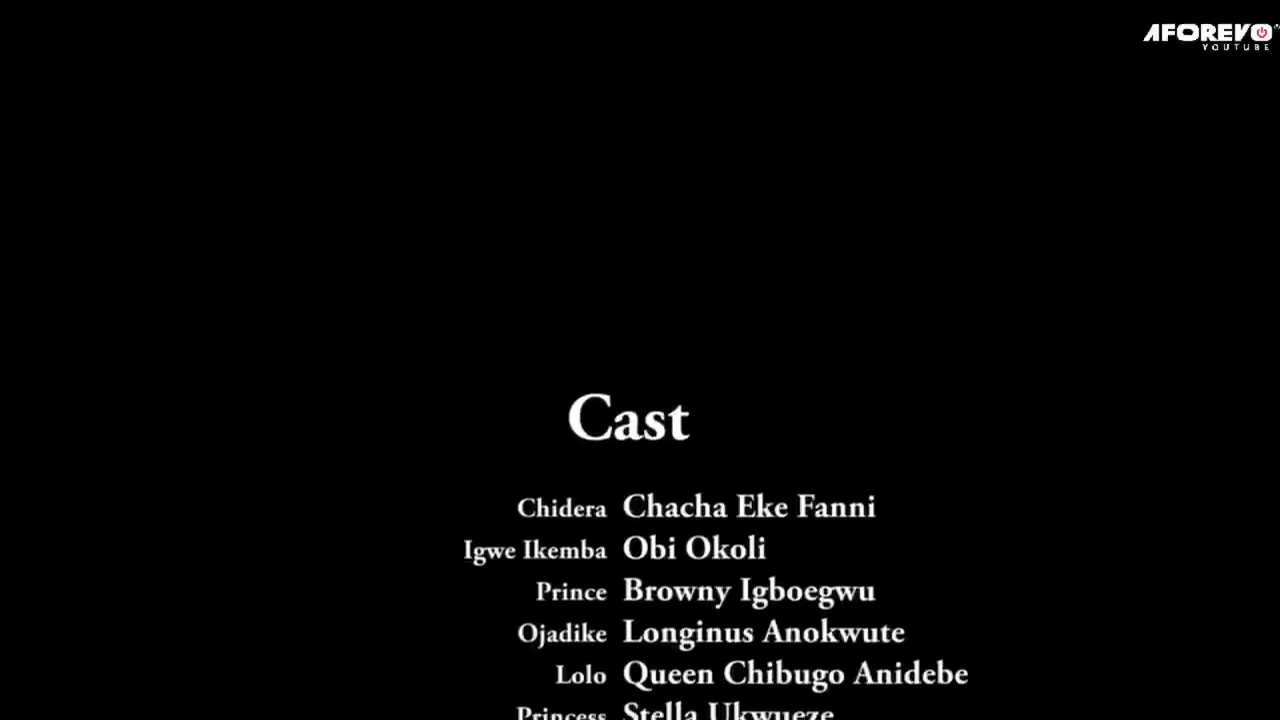 AFOREVO
YOUTUBE
Cast
Chidera Chacha Eke Fanni
Igwe Ikemba Obi Okoli
Prince Browny Igboegwu
Ojadike Longinus Anokwute
Lolo Queen Chibugo Anidebe
Princess Stella Ukwueze